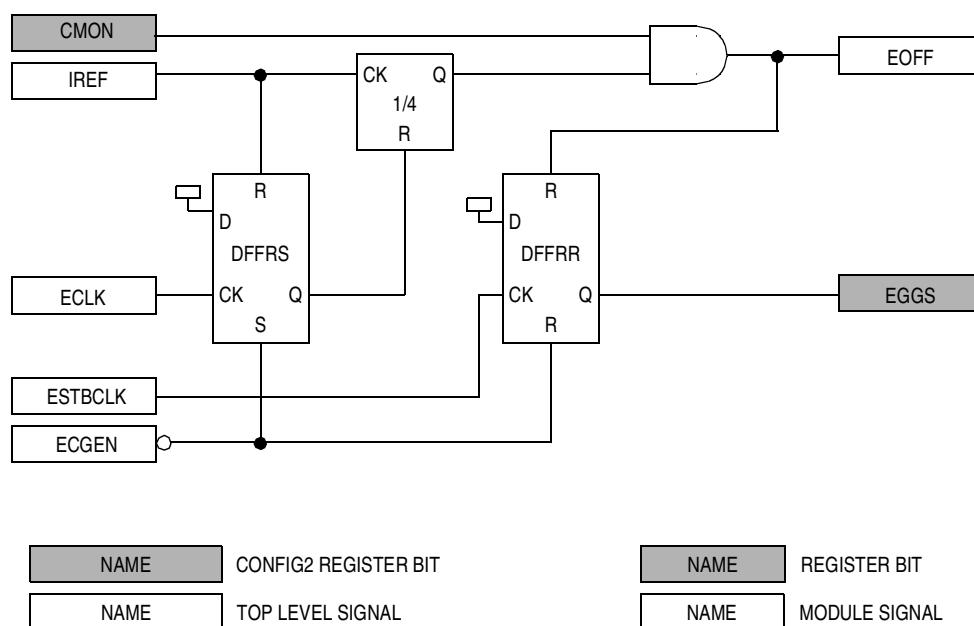 CMON
EOFF
IREF
CK Q
1/4
R
R
R
D
D
DFFRS
DFFRR
ECLK
CK Q
CK Q
EGGS
S
R
ESTBCLK
ECGEN
NAME CONFIG2 REGISTER BIT
NAME REGISTER BIT
NAME TOP LEVEL SIGNAL
NAME MODULE SIGNAL